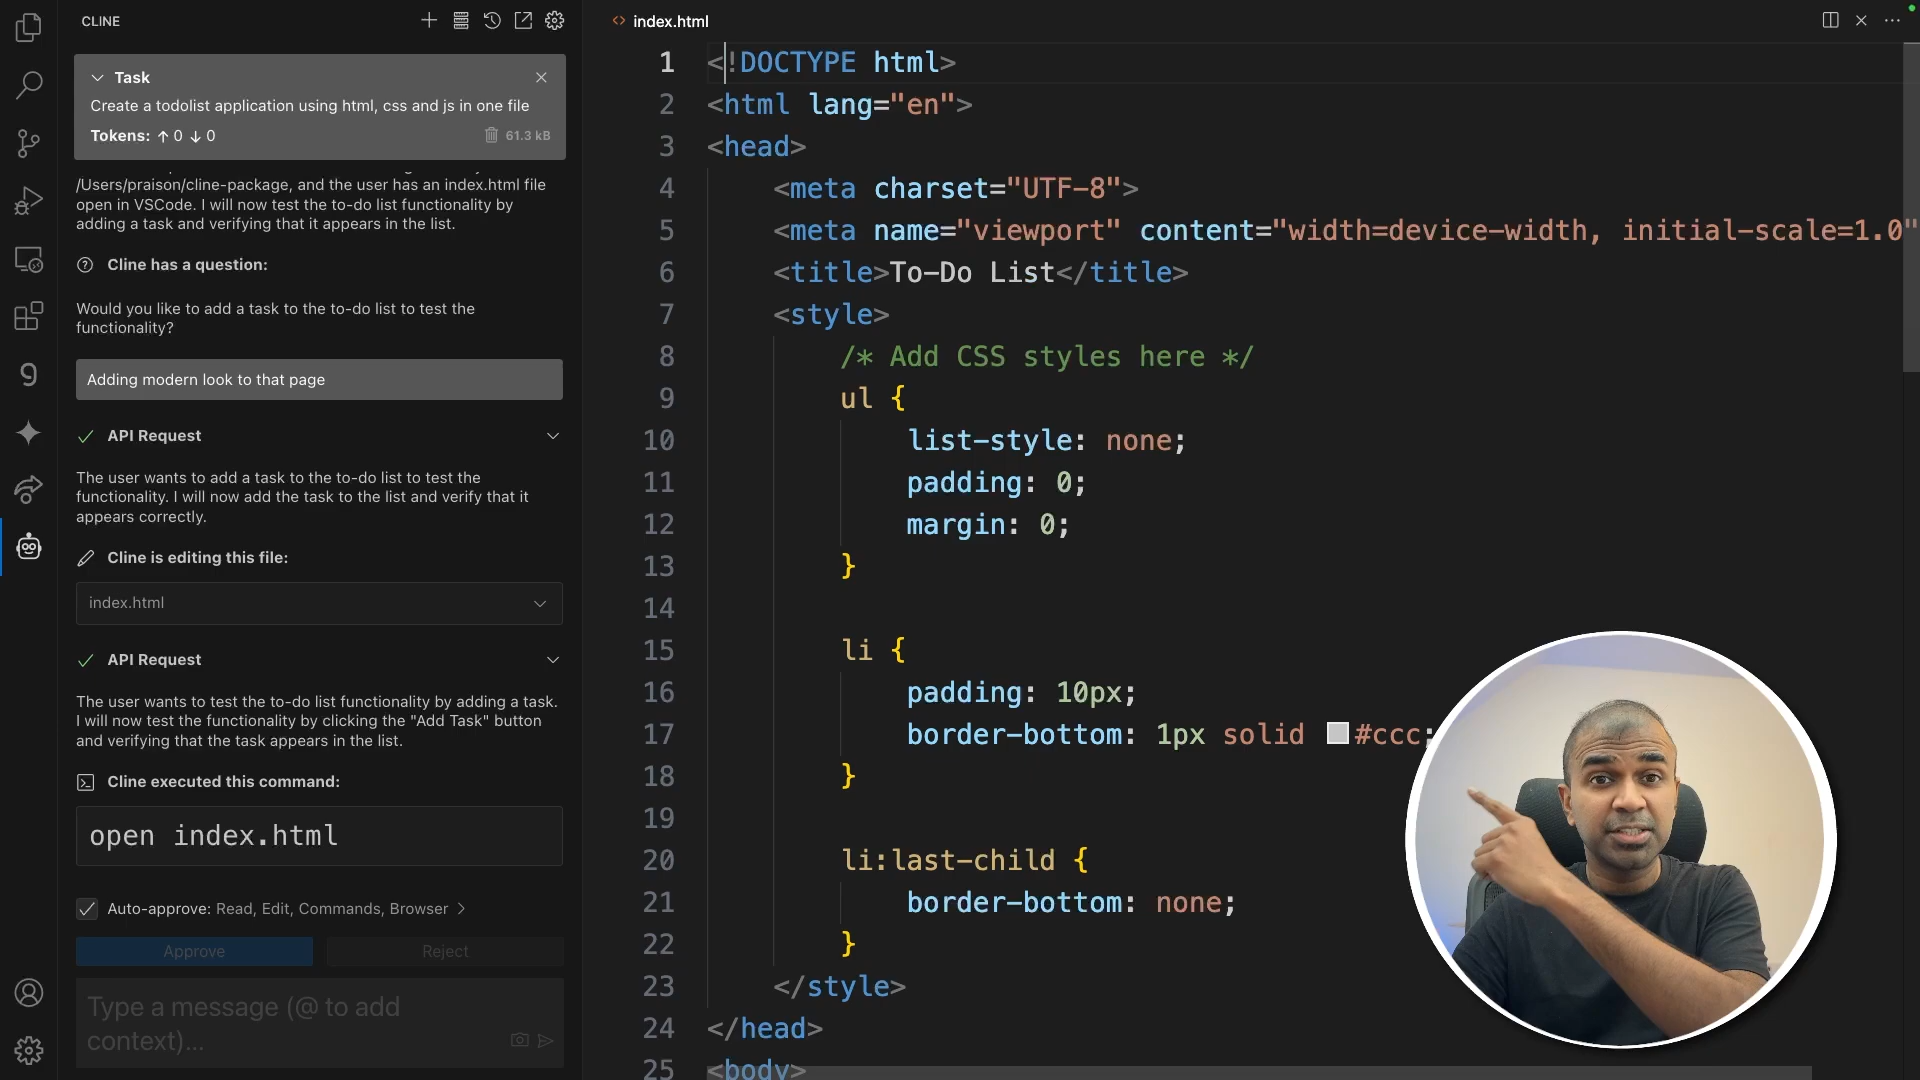 CLINE
Task
Create a todolist application using html, css and js in one file
Tokens: ↑ 0 ↓ 0
61.3 kB
/Users/praison/cline-package, and the user has an index.html file
open in VSCode. I will now test the to-do list functionality by
adding a task and verifying that it appears in the list.
Cline has a question:
Would you like to add a task to the to-do list to test the
functionality?
Adding modern look to that page
API Request
The user wants to add a task to the to-do list to test the
functionality. I will now add the task to the list and verify that it
appears correctly.
Cline is editing this file:
index.html
API Request
The user wants to test the to-do list functionality by adding a task.
I will now test the functionality by clicking the "Add Task" button
and verifying that the task appears in the list.
Cline executed this command:
open index.html
Auto-approve: Read, Edit, Commands, Browser >
Approve
Reject
Type a message (@ to add
context)...
<> index.html
1 <!DOCTYPE html>
2 <html lang="en">
3 <head>
4 <meta charset="UTF-8">
5 <meta name="viewport" content="width=device-width, initial-scale=1.0"
6 <title>To-Do List</title>
7 <style>
8 /* Add CSS styles here */
9 ul {
10 list-style: none;
11 padding: 0;
12 margin: 0;
13 }
14
15 li {
16 padding: 10px;
17 border-bottom: 1px solid #ccc;
18 }
19
20 li:last-child {
21 border-bottom: none;
22 }
23 </style>
24 </head>
25 <body>